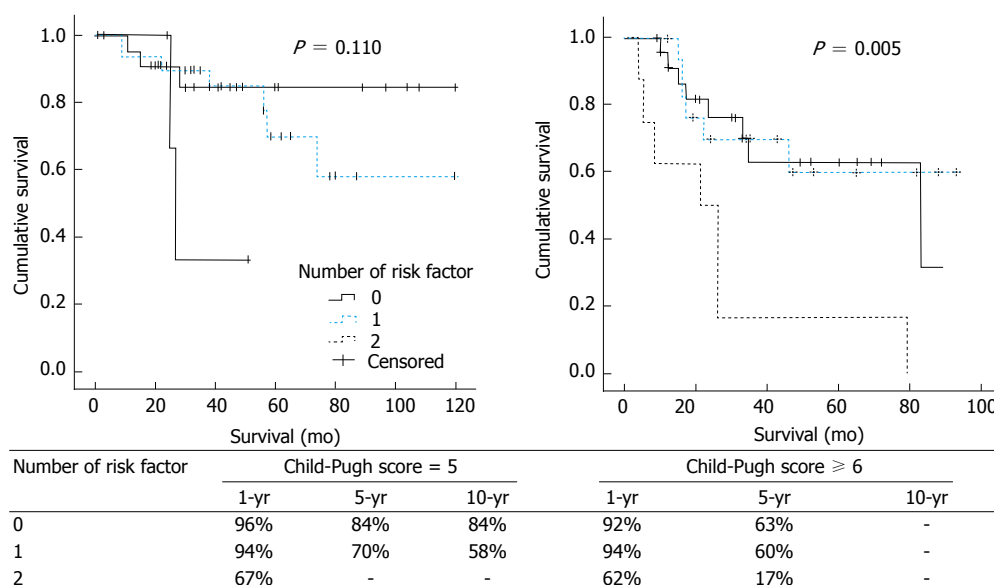 P = 0.110
1.0
0.8
0.6
0.4
0.2
0.0
Cumulative survival
Number of risk factor
0
1
2
Censored
0 20 40 60 80 100 120
Survival (mo)
P = 0.005
1.0
0.8
0.6
0.4
0.2
0.0
Cumulative survival
0 20 40 60 80 100
Survival (mo)
Number of risk factor Child-Pugh score = 5 Child-Pugh score ⩾ 6
1-yr 5-yr 10-yr 1-yr 5-yr 10-yr
0 96% 84% 84% 92% 63% -
1 94% 70% 58% 94% 60% -
2 67% - - 62% 17% -